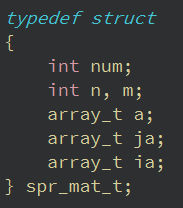 typedef struct
{
    int num;
    int n, m;
    array_t a;
    array_t ja;
    array_t ia;
} spr_mat_t;